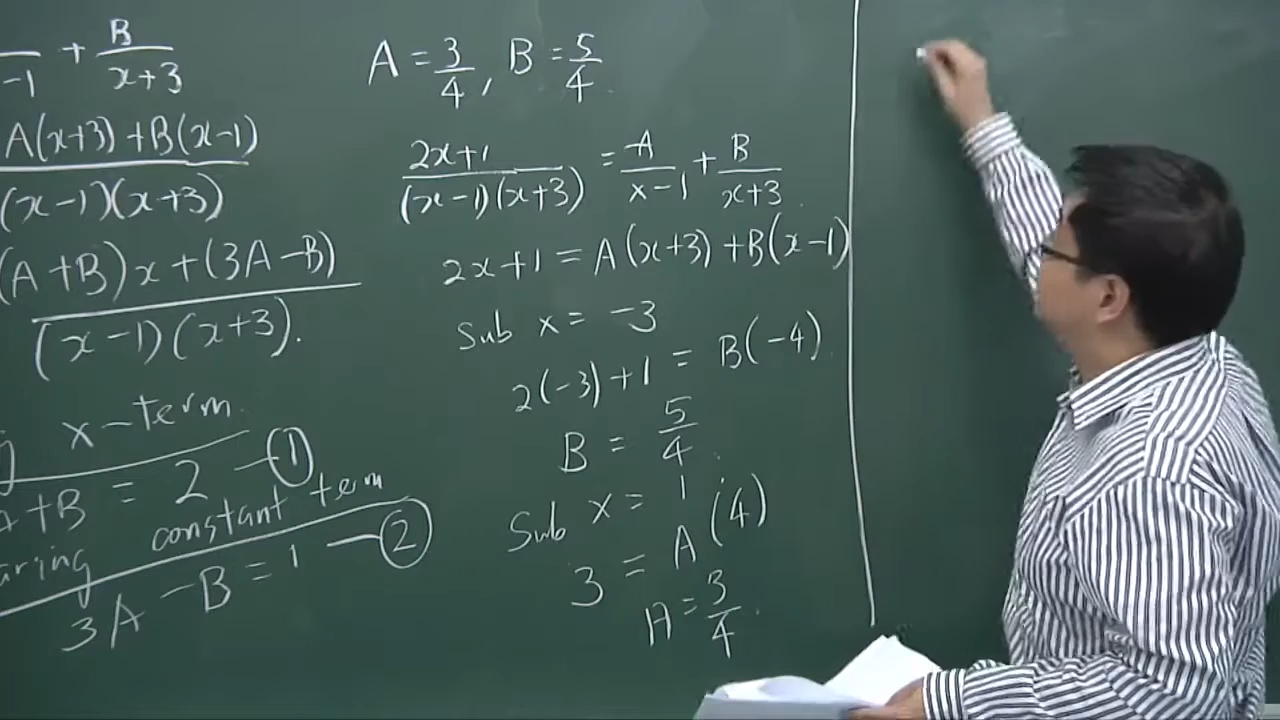 -1 + B/(x+3)
A(x+3)+B(x-1)
(x-1)(x+3)
(A+B)x+(3A-B)
(x-1)(x+3).
x-term
A+B = 2 -①
constant term
3A-B=1 -②
A=3/4, B=5/4.
(2x+1)/((x-1)(x+3)) = A/(x-1) + B/(x+3).
2x+1 = A(x+3)+B(x-1)
Sub x= -3
2(-3)+1 = B(-4)
B = 5/4.
Sub x= 1
3 = A(4)
A=3/4.